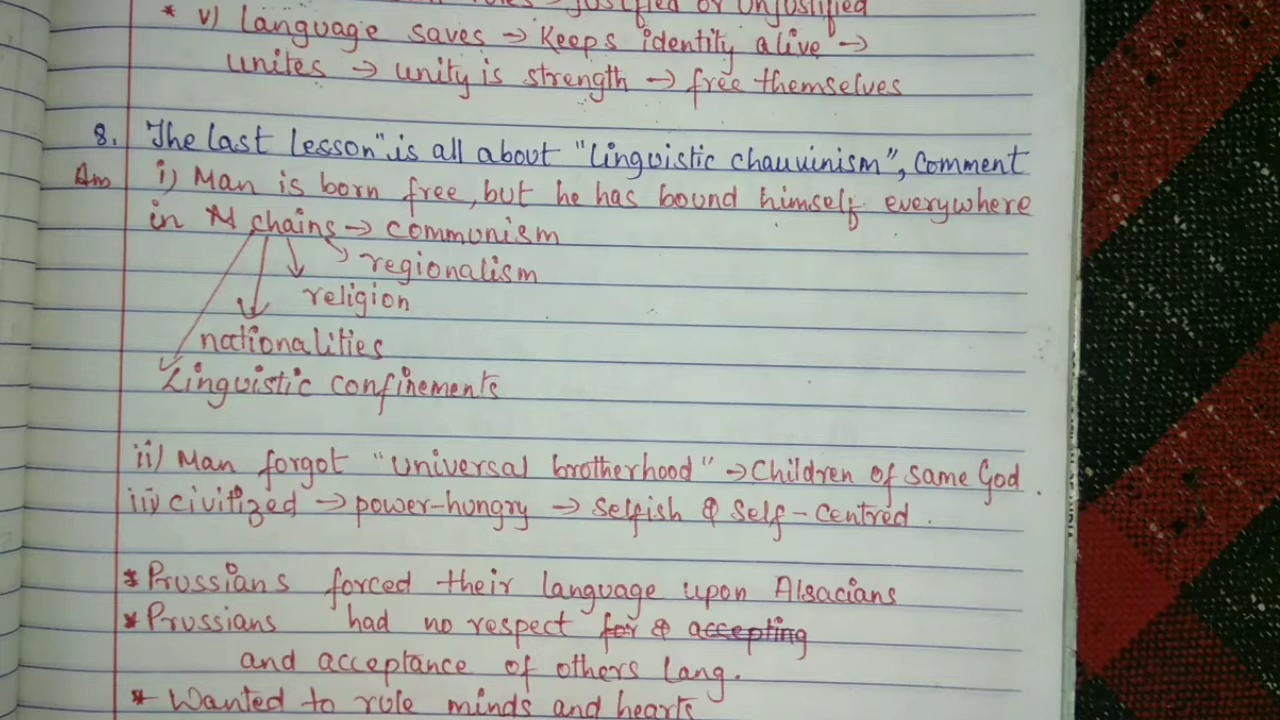 rules → justified or unjustified
* v) Language saves → Keeps identity alive →
unites → unity is strength → free themselves
8. The last lesson" is all about "Linguistic chauvinism", Comment
Ans i) Man is born free, but he has bound himself everywhere
in chains → communism
regionalism
religion
nationalities
Linguistic confinements
ii) Man forgot "universal brotherhood" → Children of same God.
iii) civilized → power-hungry → selfish & self-centred.
* Prussians forced their language upon Alsacians
* Prussians had no respect for & accepting
and acceptance of others lang.
* Wanted to rule minds and hearts